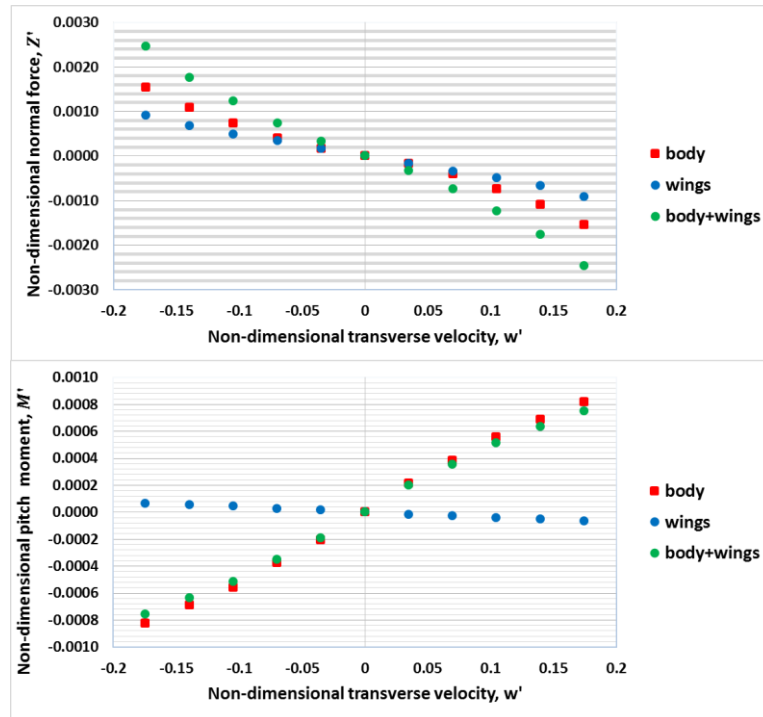 0.0030
0.0020
0.0010
0.0000
-0.0010
-0.0020
-0.0030
Non-dimensional normal force, Z'
-0.2 -0.15 -0.1 -0.05 0 0.05 0.1 0.15 0.2
Non-dimensional transverse velocity, w'
body
wings
body+wings
0.0010
0.0008
0.0006
0.0004
0.0002
0.0000
-0.0002
-0.0004
-0.0006
-0.0008
-0.0010
Non-dimensional pitch moment, M'
-0.2 -0.15 -0.1 -0.05 0 0.05 0.1 0.15 0.2
Non-dimensional transverse velocity, w'
body
wings
body+wings